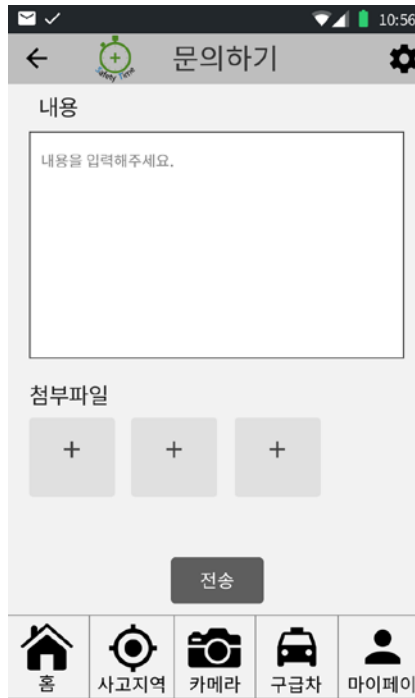 10:56
Safety Time
문의하기
내용
내용을 입력해주세요.
첨부파일
+ + +
전송
홈 사고지역 카메라 구급차 마이페이